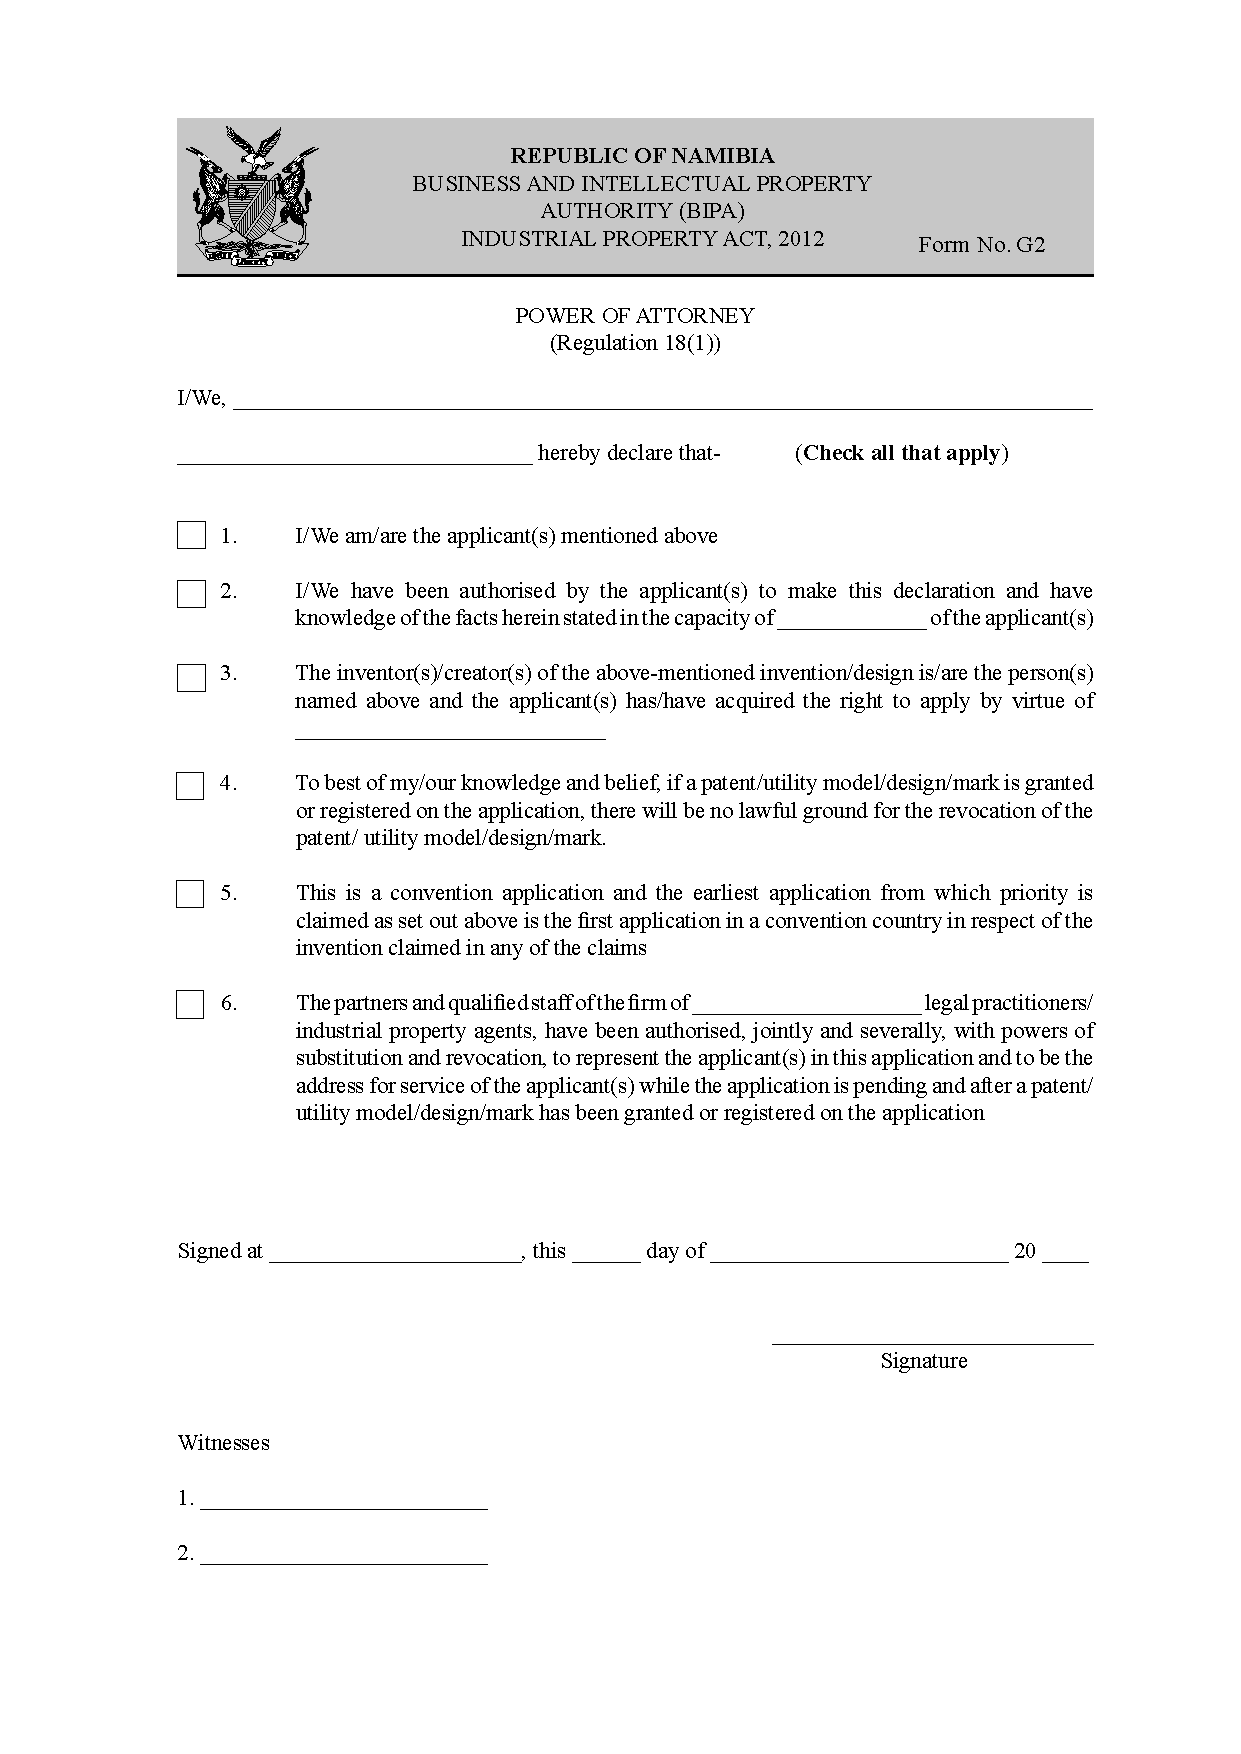 REPUBLIC OF NAMIBIA
BUSINESS AND INTELLECTUAL PROPERTY
AUTHORITY (BIPA)
INDUSTRIAL PROPERTY ACT, 2012
Form No. G2
POWER OF ATTORNEY
(Regulation 18(1))
I/We, ______________________________________________________________________________
________________________________ hereby declare that- (Check all that apply)
1. I/We am/are the applicant(s) mentioned above
2. I/We have been authorised by the applicant(s) to make this declaration and have
knowledge of the facts herein stated in the capacity of _____________ of the applicant(s)
3. The inventor(s)/creator(s) of the above-mentioned invention/design is/are the person(s)
named above and the applicant(s) has/have acquired the right to apply by virtue of
___________________________
4. To best of my/our knowledge and belief, if a patent/utility model/design/mark is granted
or registered on the application, there will be no lawful ground for the revocation of the
patent/ utility model/design/mark.
5. This is a convention application and the earliest application from which priority is
claimed as set out above is the first application in a convention country in respect of the
invention claimed in any of the claims
6. The partners and qualified staff of the firm of ____________________ legal practitioners/
industrial property agents, have been authorised, jointly and severally, with powers of
substitution and revocation, to represent the applicant(s) in this application and to be the
address for service of the applicant(s) while the application is pending and after a patent/
utility model/design/mark has been granted or registered on the application
Signed at ______________________, this ______ day of __________________________ 20 ____
____________________________
Signature
Witnesses
1. _________________________
2. _________________________